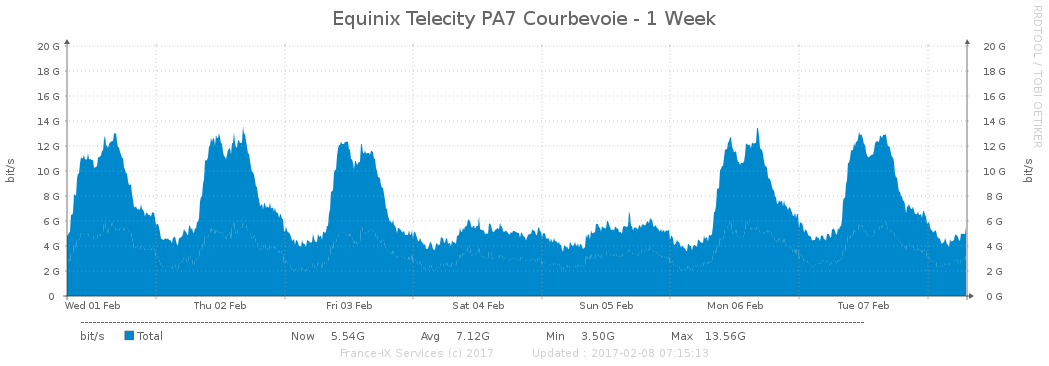 Equinix Telecity PA7 Courbevoie - 1 Week
RRDTOOL / TOBI OETIKER
bit/s
20 G
18 G
16 G
14 G
12 G
10 G
8 G
6 G
4 G
2 G
0
20 G
18 G
16 G
14 G
12 G
10 G
8 G
6 G
4 G
2 G
0 G
bit/s
Wed 01 Feb Thu 02 Feb Fri 03 Feb Sat 04 Feb Sun 05 Feb Mon 06 Feb Tue 07 Feb
bit/s Total Now 5.54G Avg 7.12G Min 3.50G Max 13.56G
France-IX Services (c) 2017 Updated : 2017-02-08 07:15:13